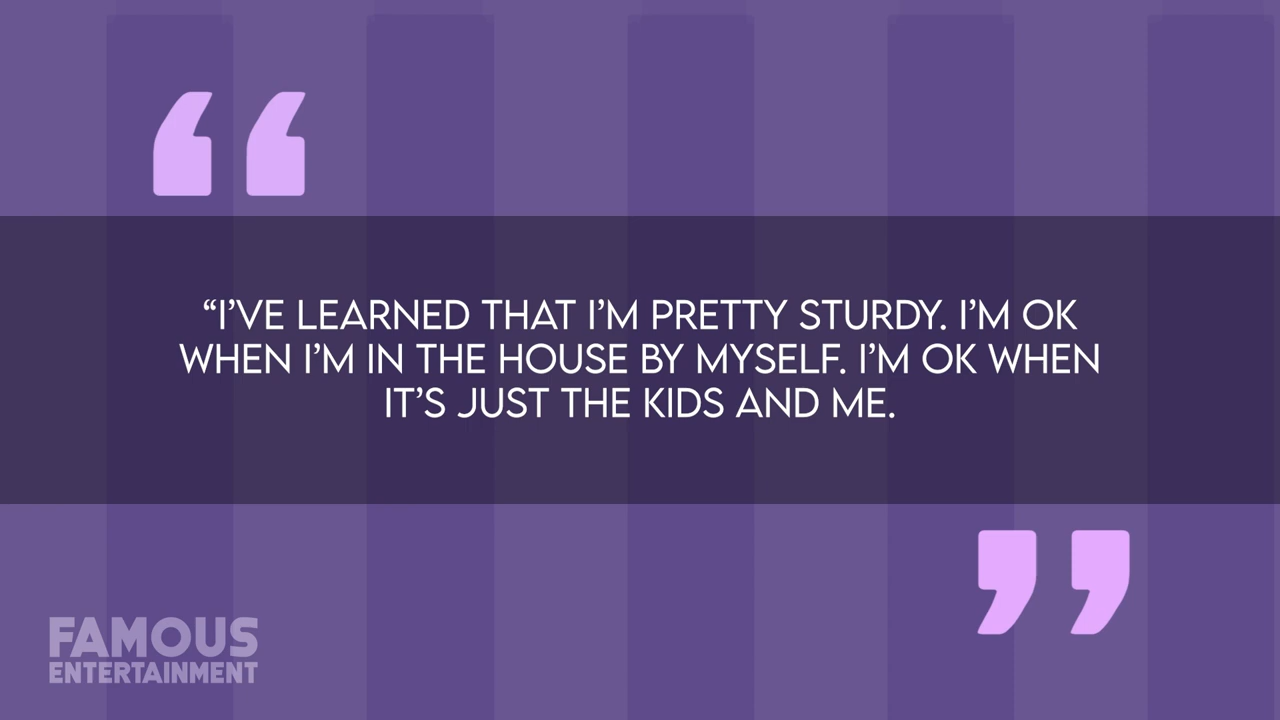 “I’VE LEARNED THAT I’M PRETTY STURDY. I’M OK
WHEN I’M IN THE HOUSE BY MYSELF. I’M OK WHEN
IT’S JUST THE KIDS AND ME.
FAMOUS
ENTERTAINMENT